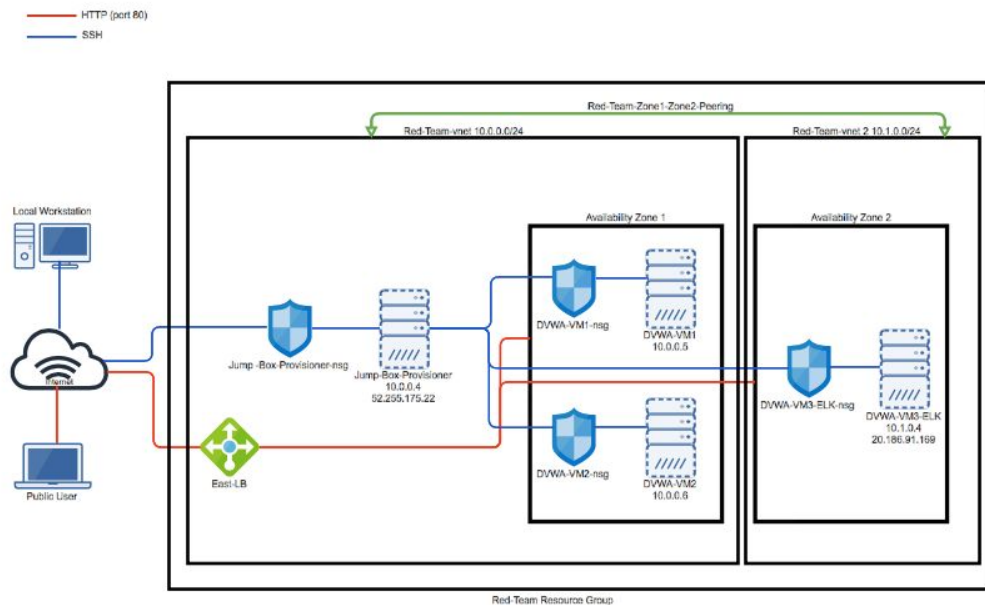 HTTP (port 80)
SSH
Red-Team-Zone1-Zone2-Peering
Red-Team-vnet 10.0.0.0/24
Red-Team-vnet 2 10.1.0.0/24
Local Workstation
Availability Zone 1
Availability Zone 2
DVWA-VM1-nsg
DVWA-VM1
10.0.0.5
Jump -Box-Provisioner-nsg
Jump-Box-Provisioner
10.0.0.4
52.255.175.22
Internet
DVWA-VM3-ELK-nsg
DVWA-VM3-ELK
10.1.0.4
20.186.91.169
DVWA-VM2-nsg
DVWA-VM2
10.0.0.6
East-LB
Public User
Red-Team Resource Group